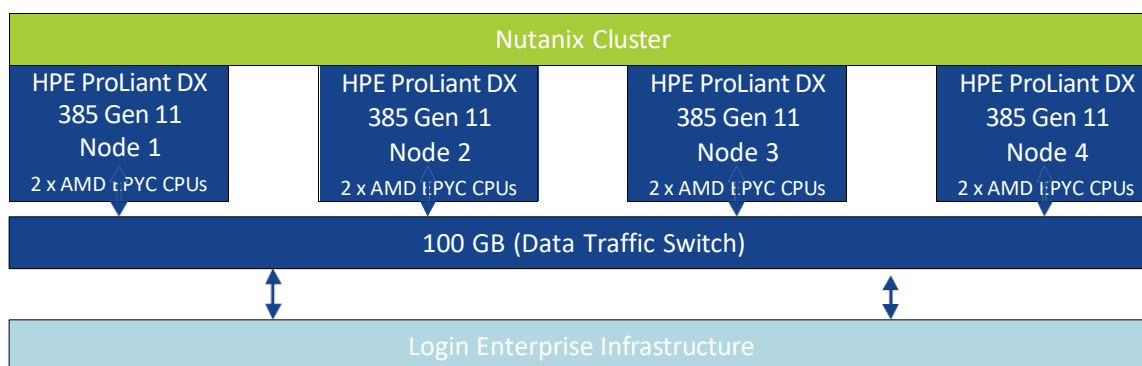 Nutanix Cluster
HPE ProLiant DX
385 Gen 11
Node 1
2 x AMD EPYC CPUs
HPE ProLiant DX
385 Gen 11
Node 2
2 x AMD EPYC CPUs
HPE ProLiant DX
385 Gen 11
Node 3
2 x AMD EPYC CPUs
HPE ProLiant DX
385 Gen 11
Node 4
2 x AMD EPYC CPUs
100 GB (Data Traffic Switch)
Login Enterprise Infrastructure